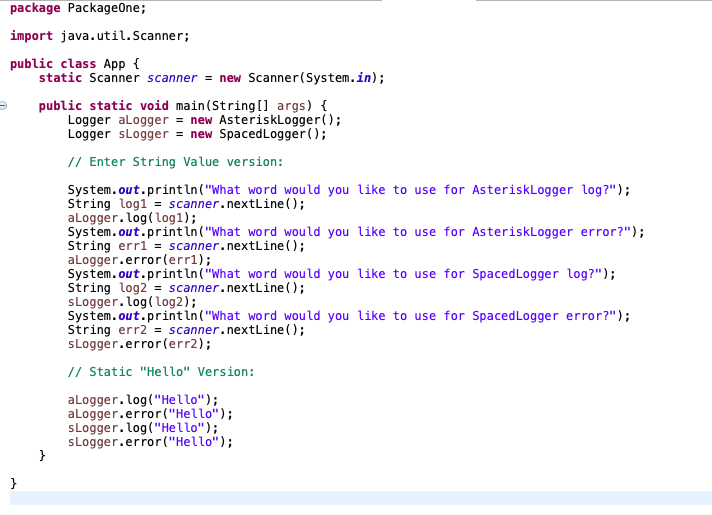 package PackageOne;
import java.util.Scanner;
public class App {
static Scanner scanner = new Scanner(System.in);
public static void main(String[] args) {
Logger aLogger = new AsteriskLogger();
Logger sLogger = new SpacedLogger();
// Enter String Value version:
System.out.println("What word would you like to use for AsteriskLogger log?");
String log1 = scanner.nextLine();
aLogger.log(log1);
System.out.println("What word would you like to use for AsteriskLogger error?");
String err1 = scanner.nextLine();
aLogger.error(err1);
System.out.println("What word would you like to use for SpacedLogger log?");
String log2 = scanner.nextLine();
sLogger.log(log2);
System.out.println("What word would you like to use for SpacedLogger error?");
String err2 = scanner.nextLine();
sLogger.error(err2);
// Static "Hello" Version:
aLogger.log("Hello");
aLogger.error("Hello");
sLogger.log("Hello");
sLogger.error("Hello");
}
}